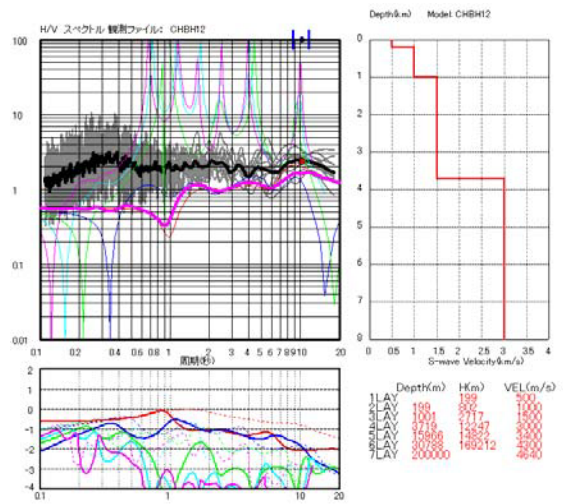 H/V スペクトル 観測ファイル: CHBH12
100
10
1
0.1
0.01
0.1 0.2 0.4 0.6 0.8 1 2 3 4 5 6 7 8 9 10 20
周期(秒)
2
1
0
-1
-2
-3
-4
0.1 1 10 20
Depth(km) Model: CHBH12
0
1
2
3
4
5
6
7
8
0 0.5 1 1.5 2 2.5 3 3.5 4
S-wave Velocity(km/s)
Depth(m) H(m) VEL(m/s)
1LAY 199 500
2LAY 199 802 1000
3LAY 1001 2717 1500
4LAY 3719 12247 3000
5LAY 15966 14822 3400
6LAY 30788 169212
7LAY 200000 4640